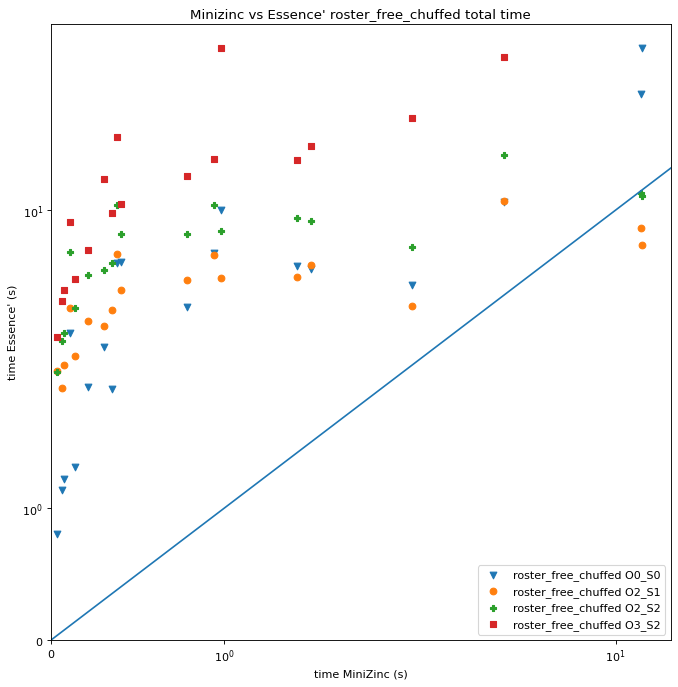 Minizinc vs Essence' roster_free_chuffed total time
time Essence' (s)
10¹
10⁰
0
0
10⁰
10¹
time MiniZinc (s)
roster_free_chuffed O0_S0
roster_free_chuffed O2_S1
roster_free_chuffed O2_S2
roster_free_chuffed O3_S2